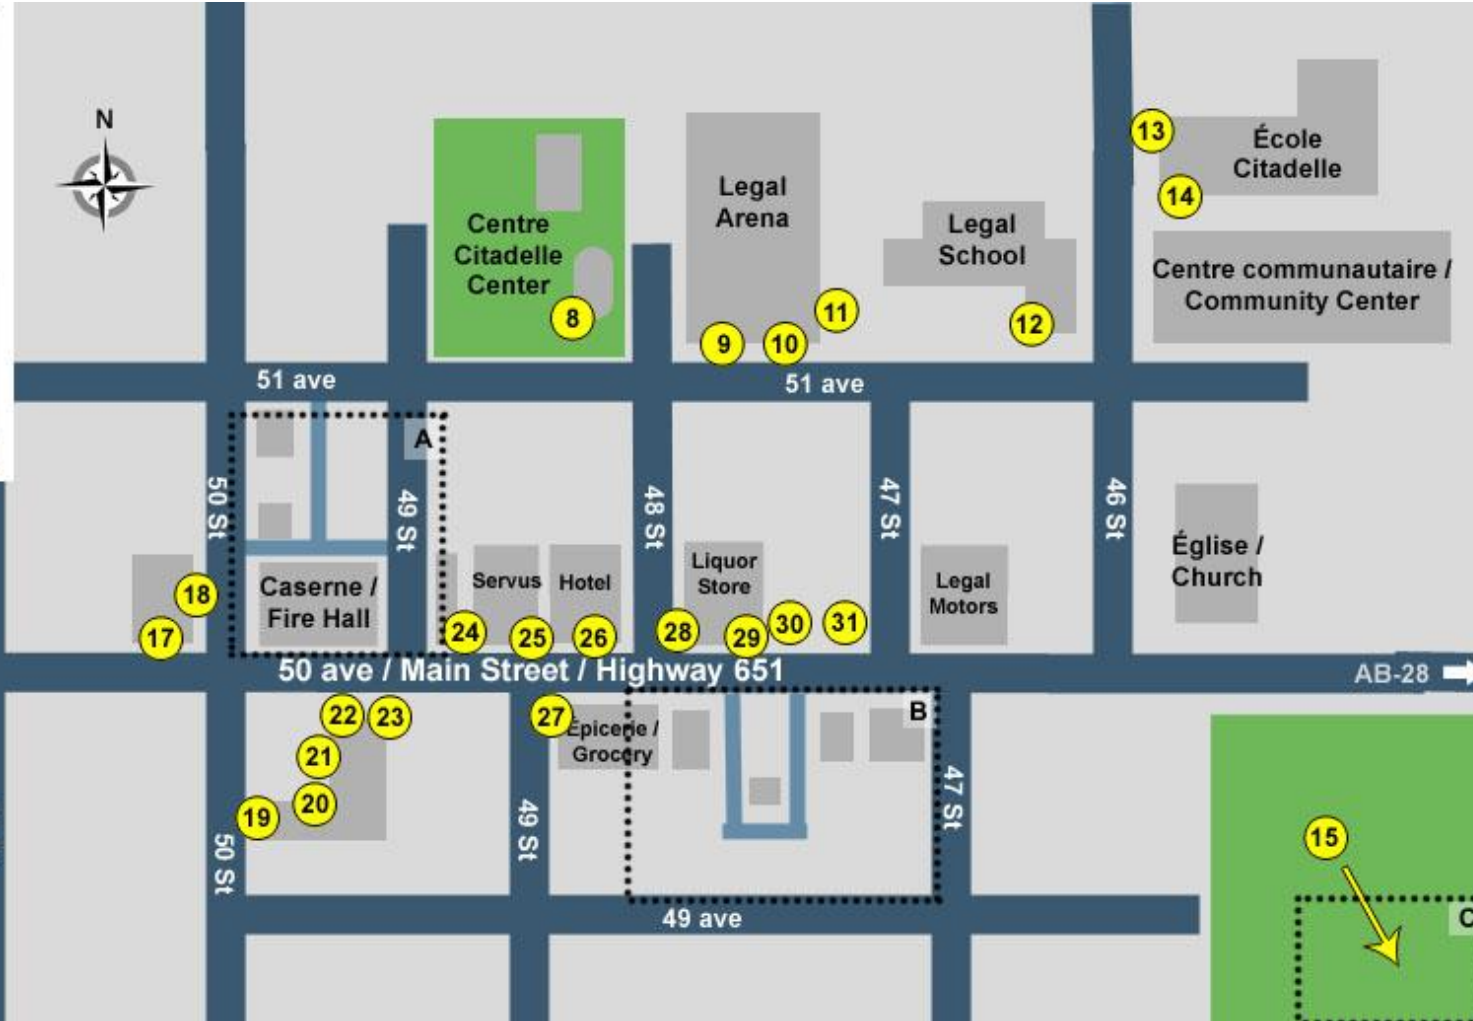 N
13
École
Citadelle
14
Legal
Arena
Centre
Citadelle
Center
Legal
School
Centre communautaire /
Community Center
8
9
10
11
12
51 ave
51 ave
A
50 St
49 St
48 St
47 St
46 St
Caserne /
Fire Hall
Servus
Hotel
Liquor
Store
Legal
Motors
Église /
Church
18
17
24
25
26
28
29
30
31
50 ave / Main Street / Highway 651
AB-28
22
23
21
20
19
27
Épicerie /
Grocery
B
50 St
49 St
47 St
15
49 ave
C